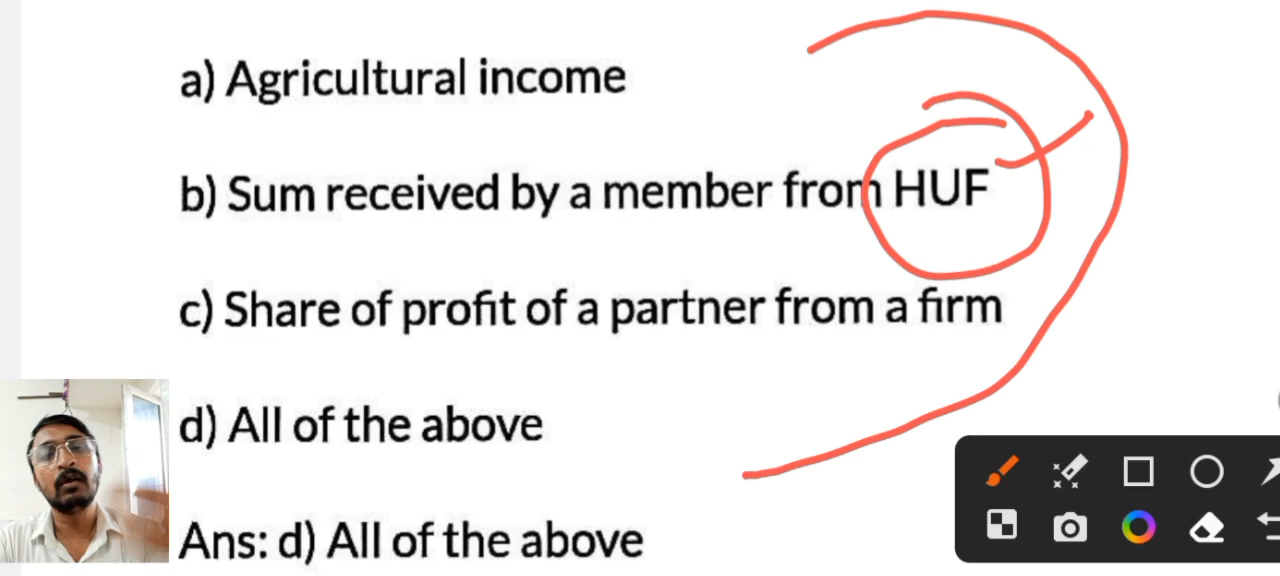 a) Agricultural income
b) Sum received by a member from HUF
c) Share of profit of a partner from a firm
d) All of the above
Ans: d) All of the above